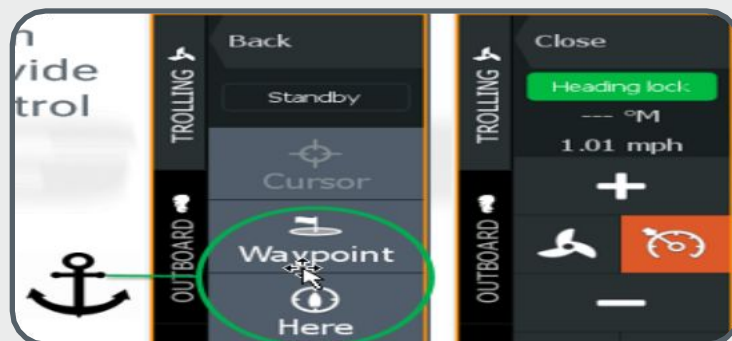 vide
trol
TROLLING
OUTBOARD
Back
Standby
Cursor
Waypoint
Here
TROLLING
OUTBOARD
Close
Heading lock
--- °M
1.01 mph
+
−